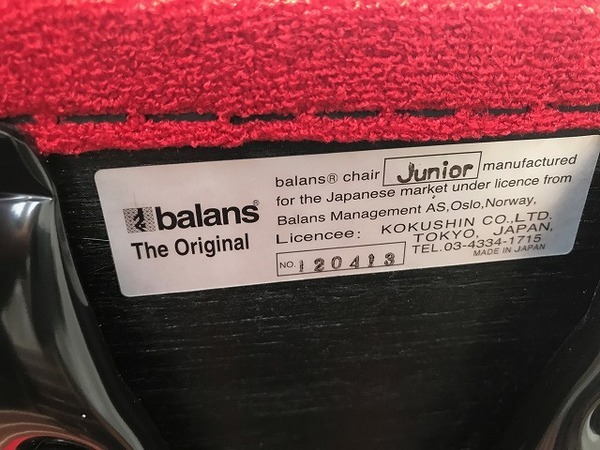 balans®
The Original
balans® chair Junior manufactured
for the Japanese market under licence from
Balans Management AS,Oslo,Norway,
Licencee: KOKUSHIN CO.,LTD.
TOKYO, JAPAN,
TEL.03-4334-1715
NO. 120413
MADE IN JAPAN